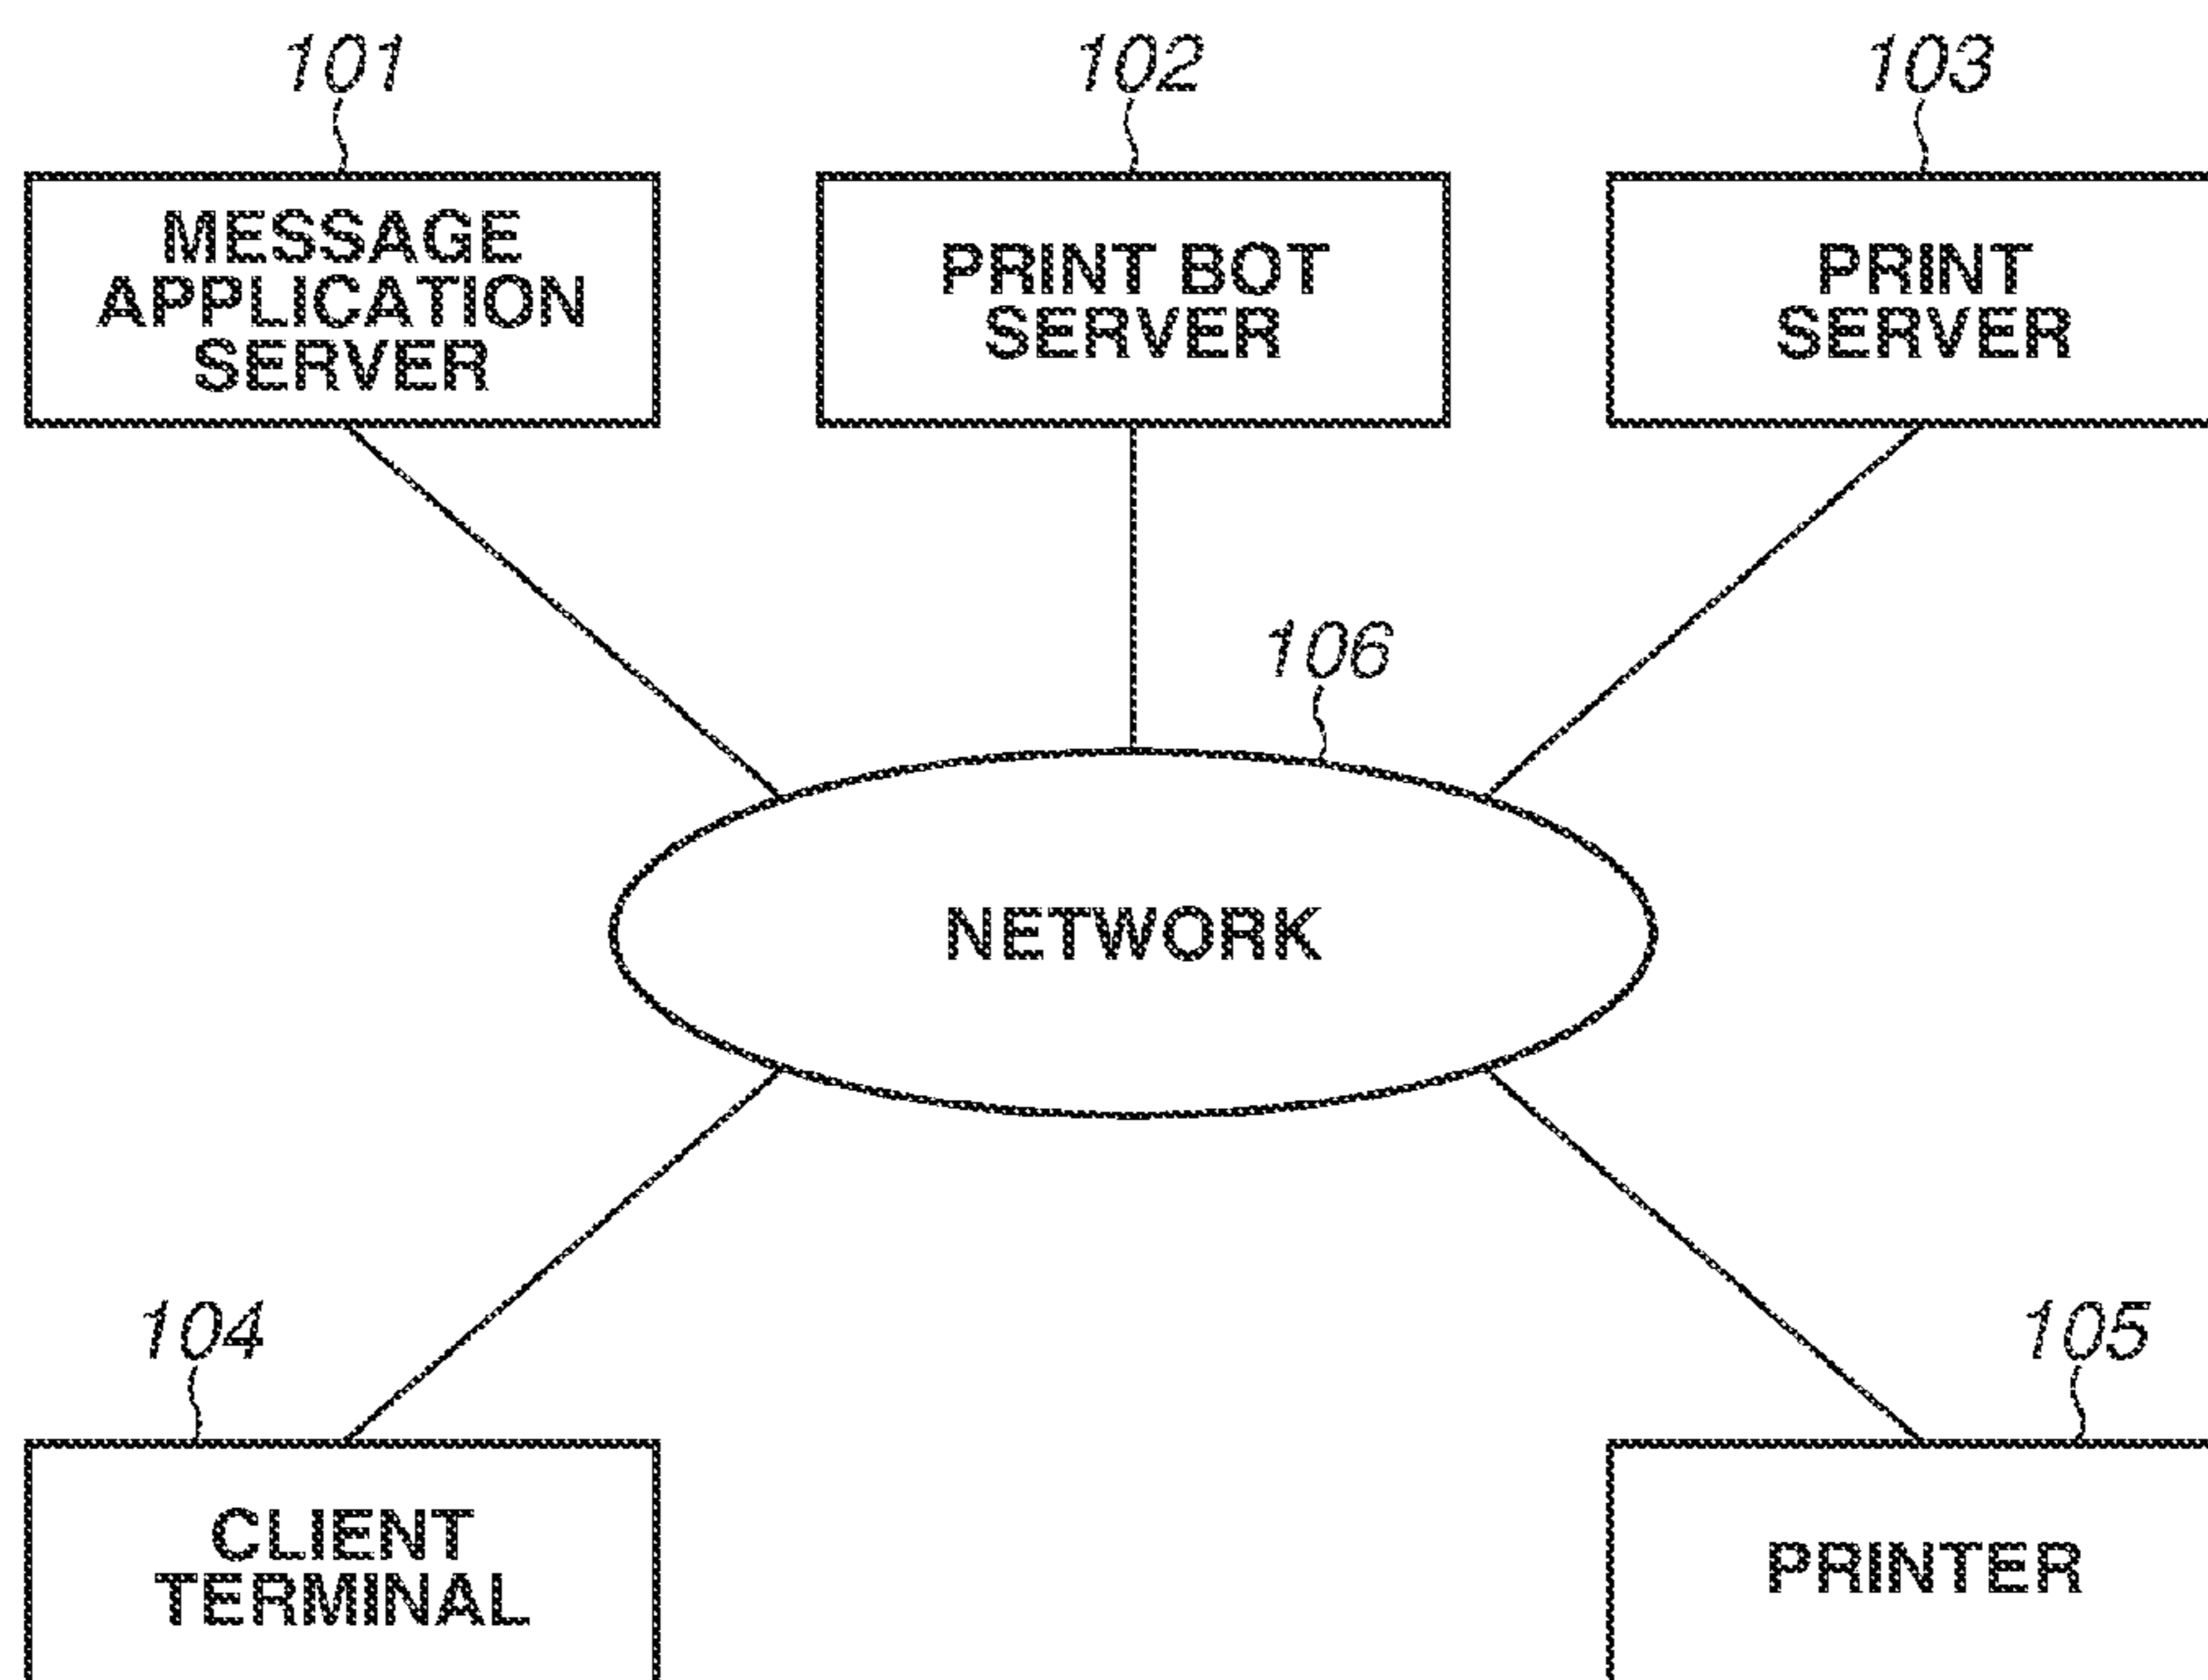 101
102
103
MESSAGE
APPLICATION
SERVER
PRINT BOT
SERVER
PRINT
SERVER
106
NETWORK
104
105
CLIENT
TERMINAL
PRINTER